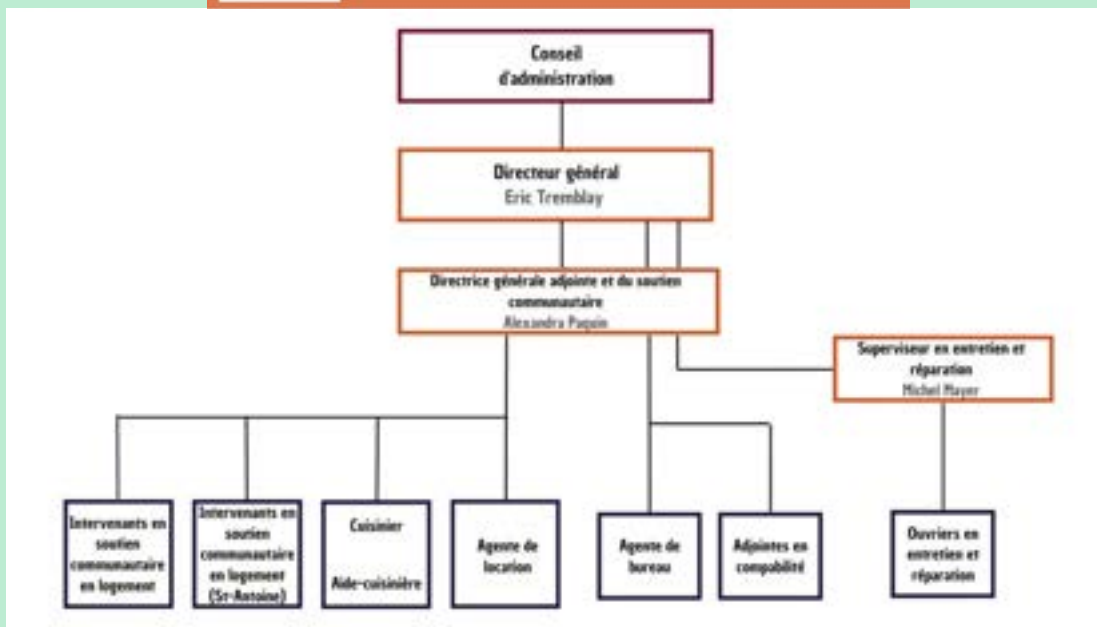 Conseil
d'administration
Directeur général
Eric Tremblay
Directrice générale adjointe et du soutien
communautaire
Alexandra Paquin
Superviseur en entretien et
réparation
Michel Mayer
Intervenants en
soutien
communautaire
en logement
Intervenants en
soutien
communautaire
en logement
(St-Antoine)
Cuisinier
Aide-cuisinière
Agente de
location
Agente de
bureau
Adjointes en
compabilité
Ouvriers en
entretien et
réparation